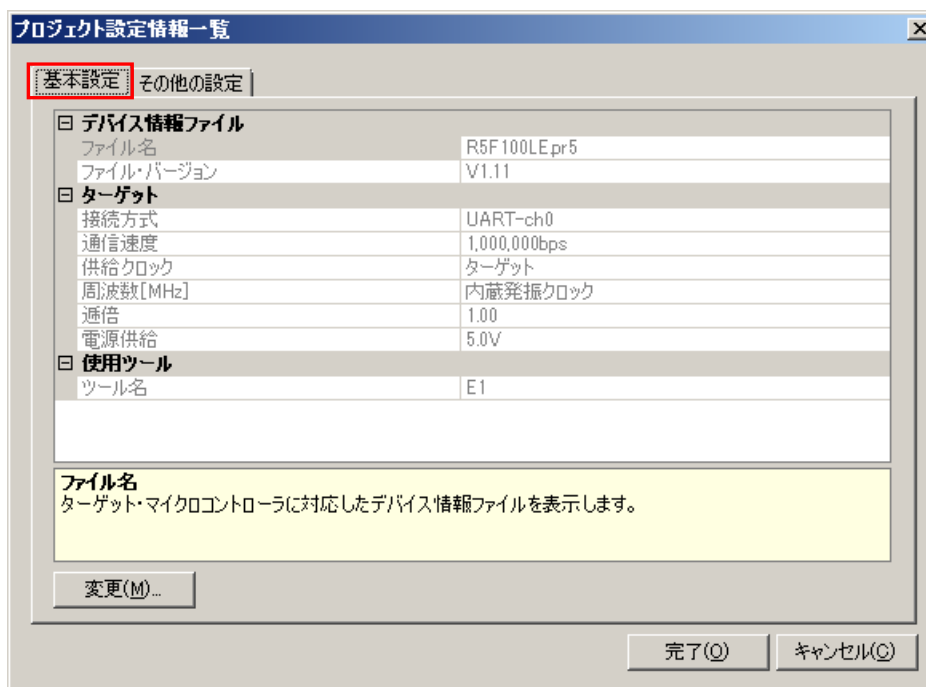 プロジェクト設定情報一覧
基本設定 その他の設定
デバイス情報ファイル
ファイル名 R5F100LE.pr5
ファイル・バージョン V1.11
ターゲット
接続方式 UART-ch0
通信速度 1,000,000bps
供給クロック ターゲット
周波数[MHz] 内蔵発振クロック
逓倍 1.00
電源供給 5.0V
使用ツール
ツール名 E1
ファイル名
ターゲット・マイクロコントローラに対応したデバイス情報ファイルを表示します。
変更(M)...
完了(O) キャンセル(C)